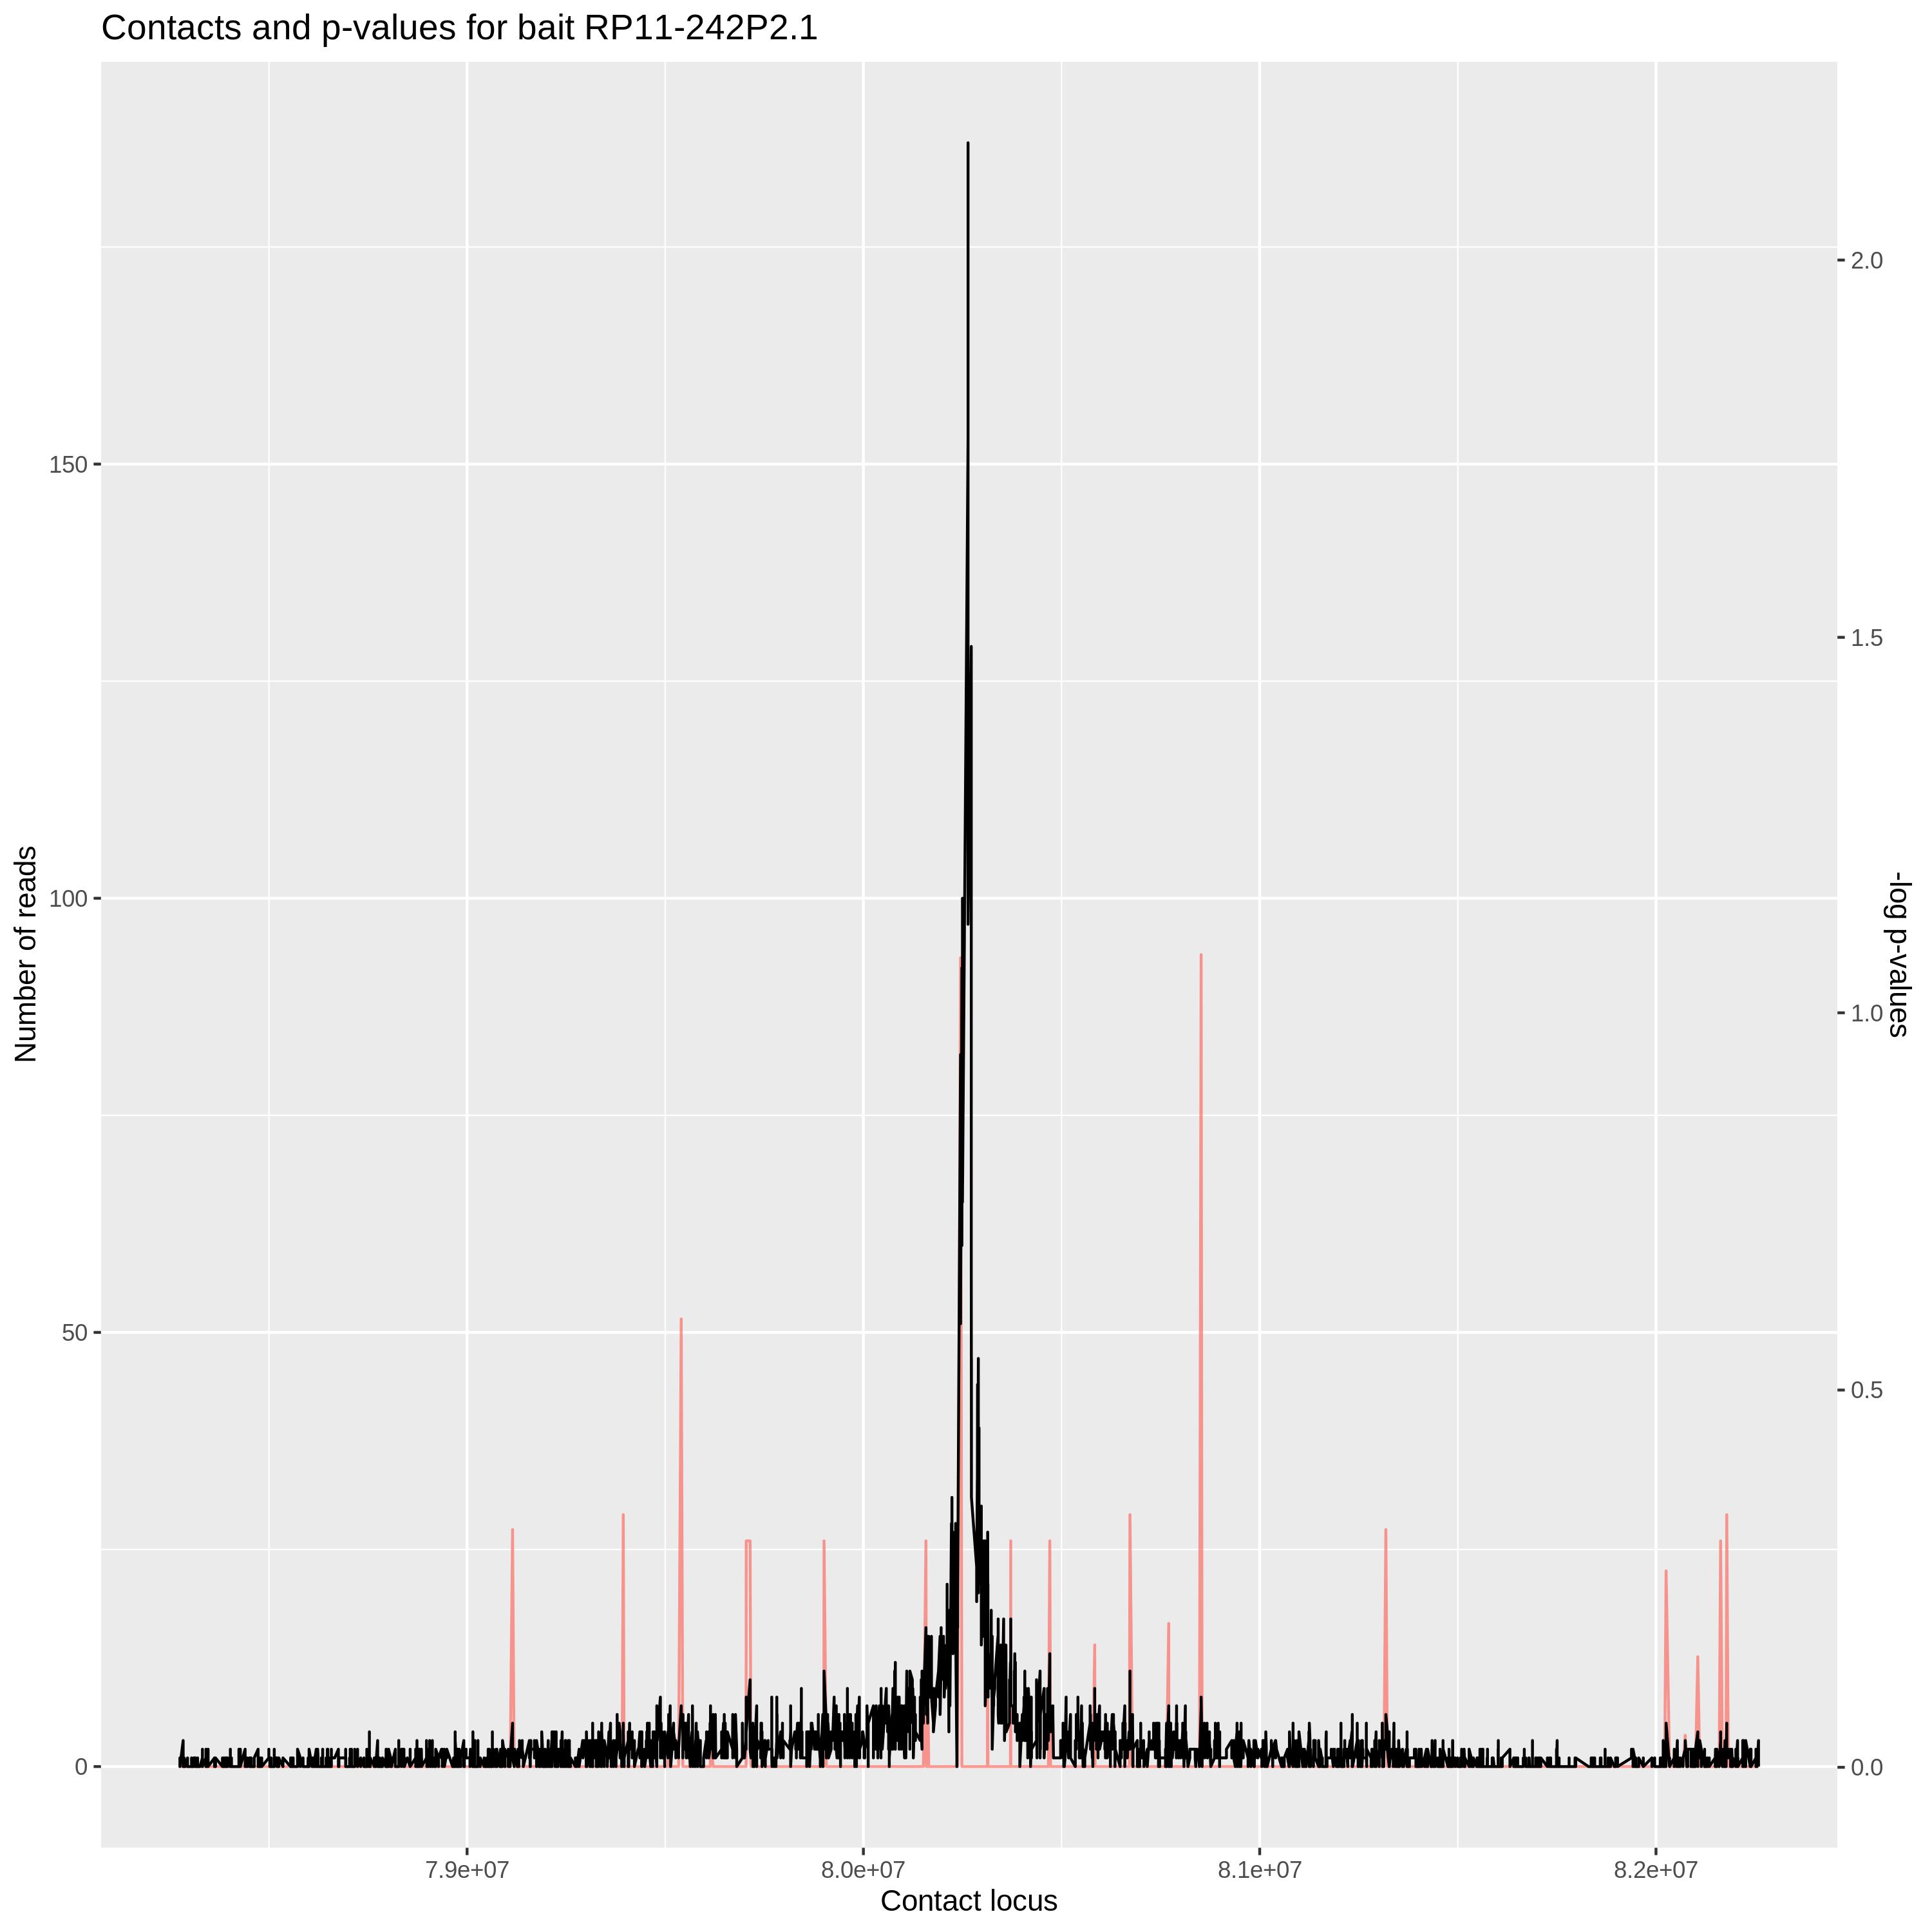 Contacts and p-values for bait RP11-242P2.1
150
100
50
0
Number of reads
2.0
1.5
1.0
0.5
0.0
-log p-values
7.9e+07
8.0e+07
8.1e+07
8.2e+07
Contact locus